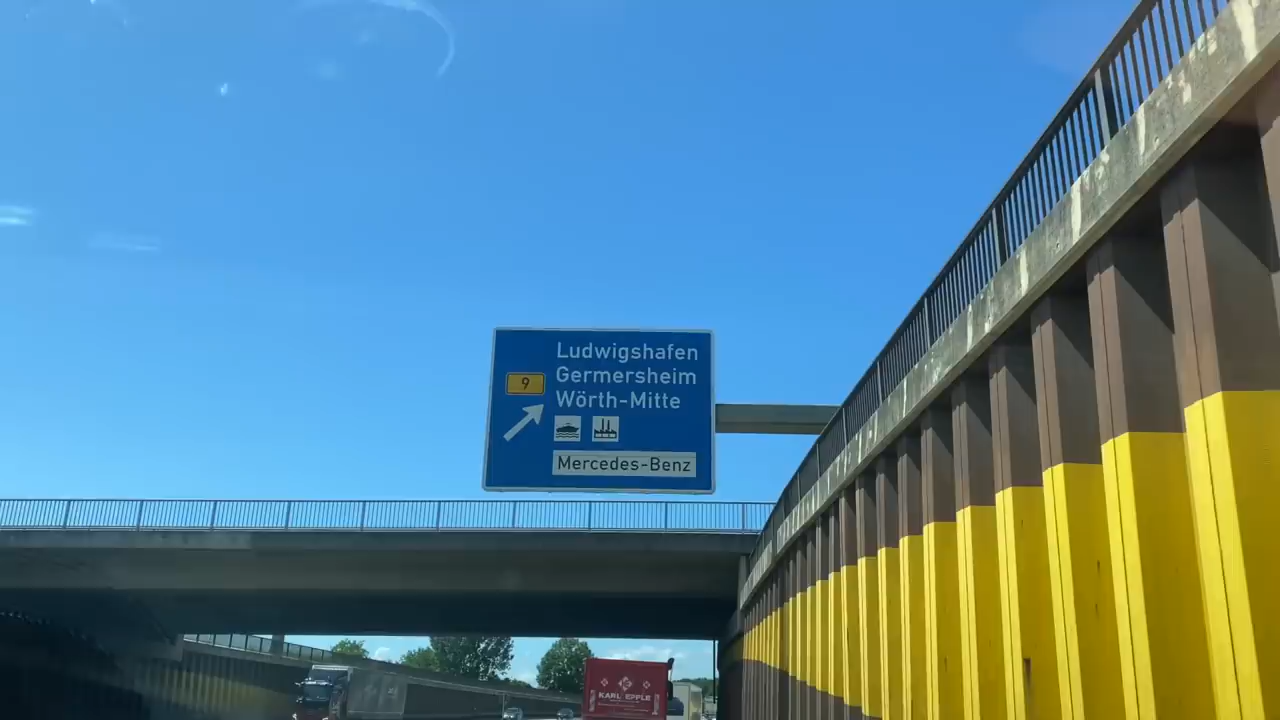 Ludwigshafen
Germersheim
9
Wörth-Mitte
Mercedes-Benz
KARL EPPLE